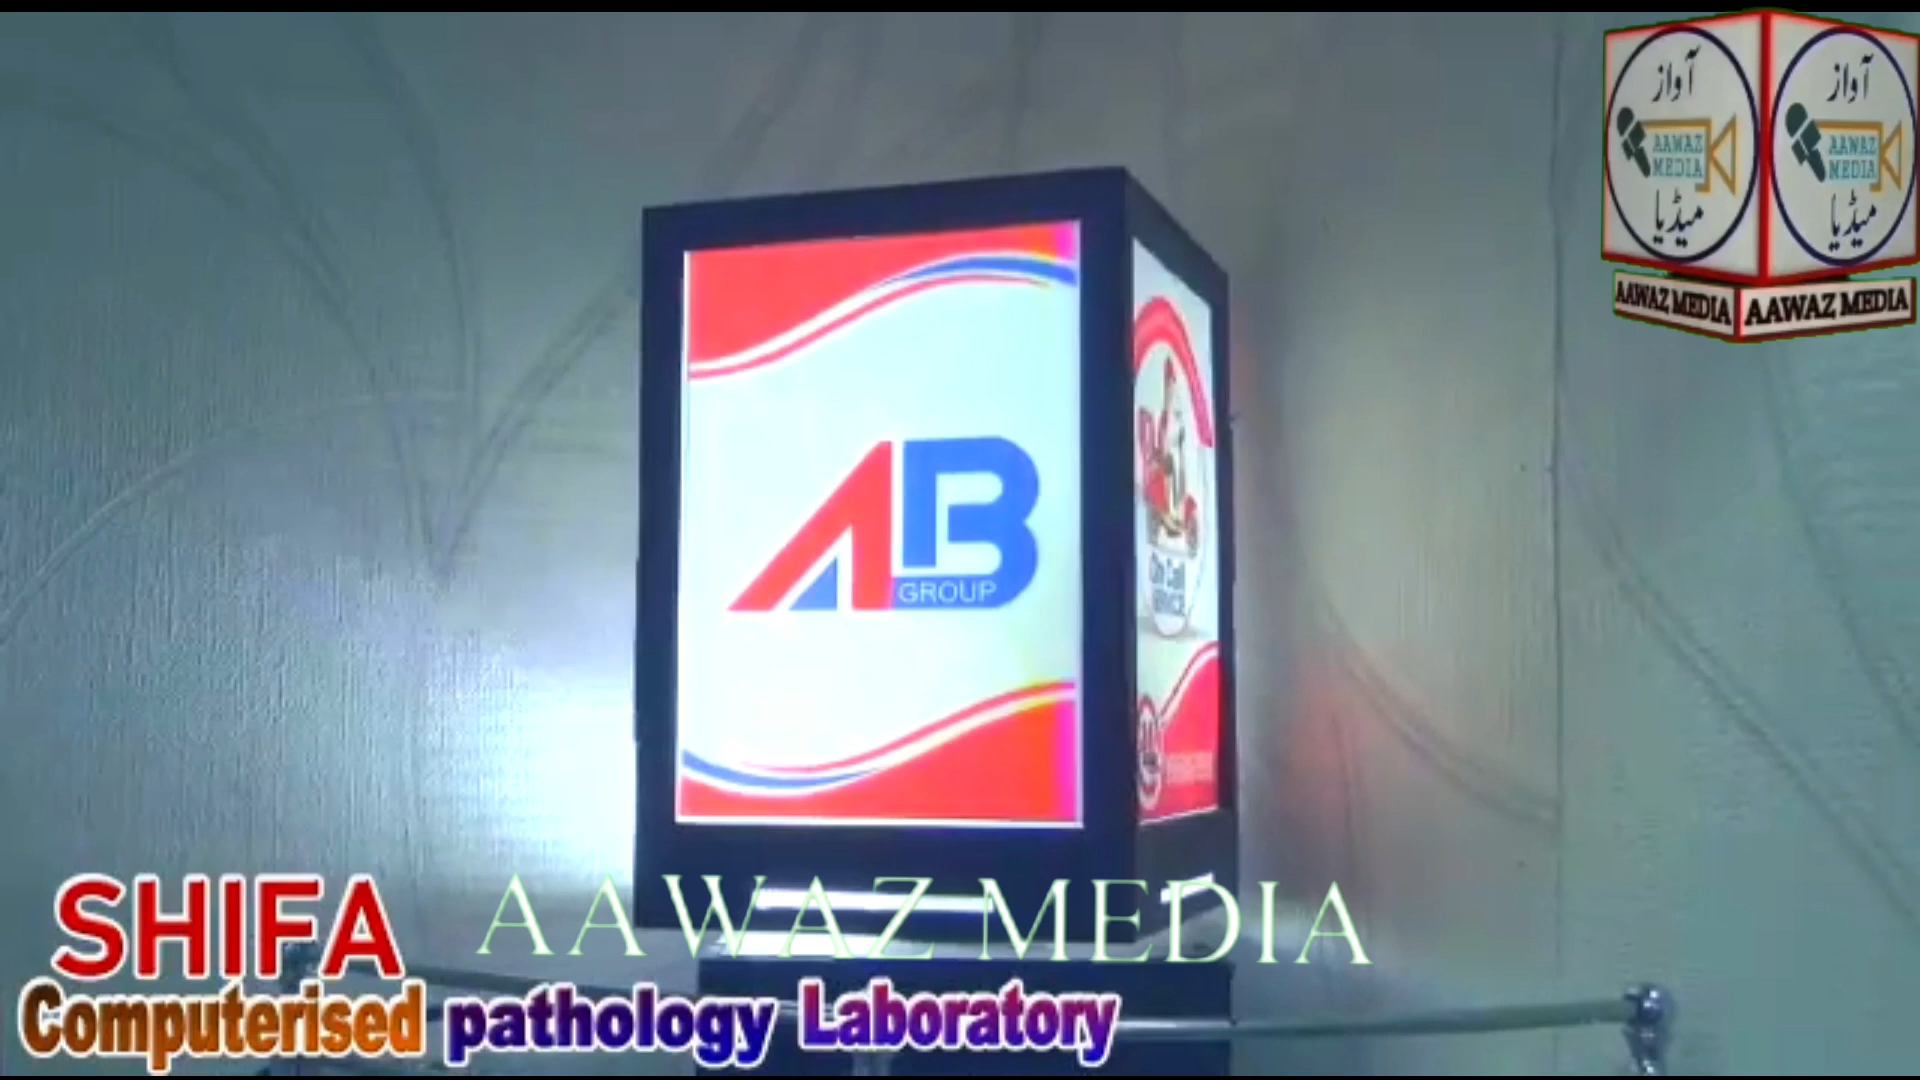 آواز
AAWAZ
MEDIA
میڈیا
آواز
AAWAZ
MEDIA
میڈیا
AAWAZ MEDIA
AAWAZ MEDIA
AB
GROUP
On Call
SERVICE
SHIFA
AAWAZ MEDIA
Computerised pathology Laboratory